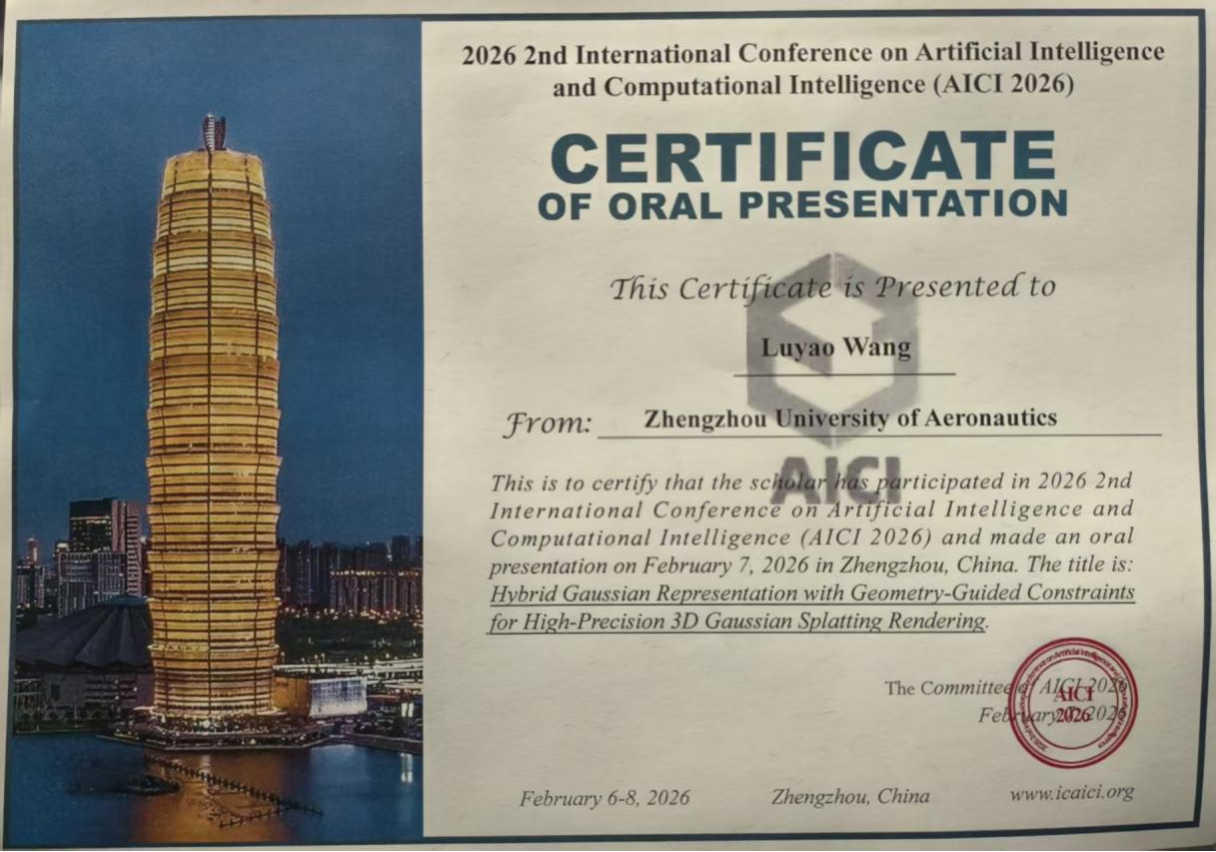 2026 2nd International Conference on Artificial Intelligence
and Computational Intelligence (AICI 2026)
CERTIFICATE
OF ORAL PRESENTATION
This Certificate is Presented to
Luyao Wang
From: Zhengzhou University of Aeronautics
AICI
This is to certify that the scholar has participated in 2026 2nd
International Conference on Artificial Intelligence and
Computational Intelligence (AICI 2026) and made an oral
presentation on February 7, 2026 in Zhengzhou, China. The title is:
Hybrid Gaussian Representation with Geometry-Guided Constraints
for High-Precision 3D Gaussian Splatting Rendering.
The Committee of AICI 2026
February 2026
AICI
2026
February 6-8, 2026 Zhengzhou, China www.icaici.org